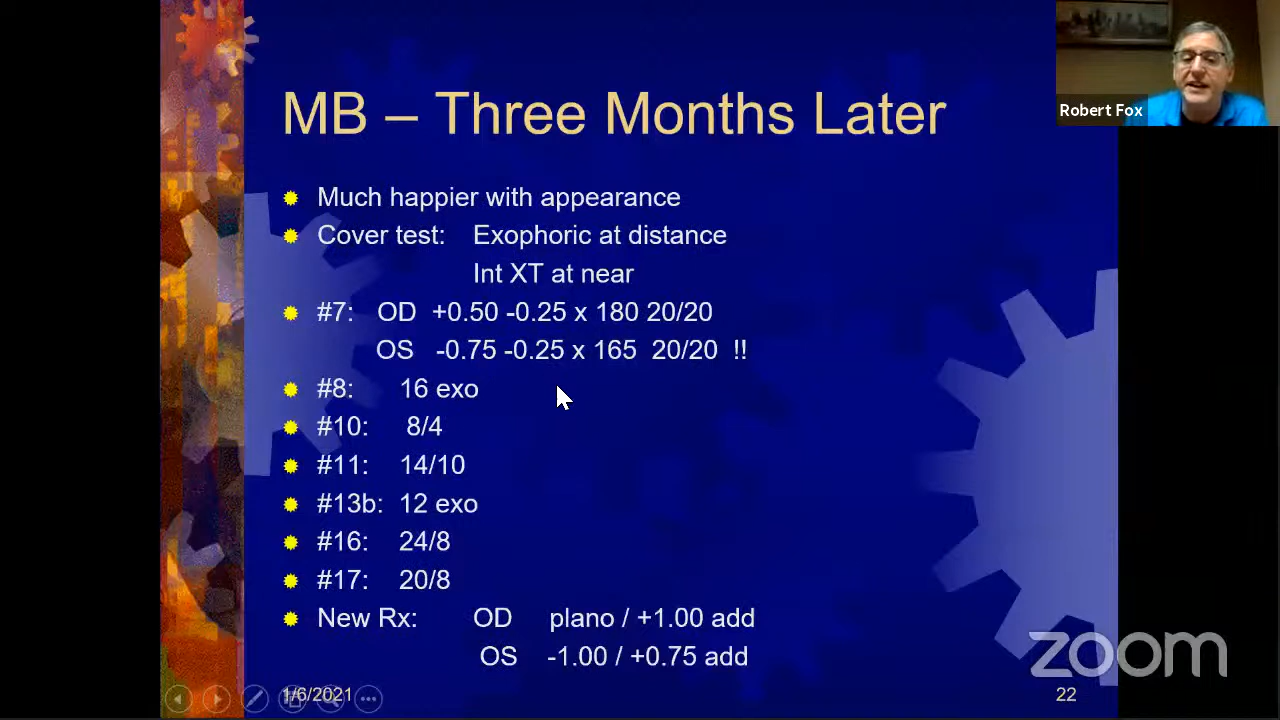 MB – Three Months Later
Robert Fox
Much happier with appearance
Cover test: Exophoric at distance
Int XT at near
#7: OD +0.50 -0.25 x 180 20/20
OS -0.75 -0.25 x 165 20/20 !!
#8: 16 exo
#10: 8/4
#11: 14/10
#13b: 12 exo
#16: 24/8
#17: 20/8
New Rx: OD plano / +1.00 add
OS -1.00 / +0.75 add
1/6/2021
22
zoom